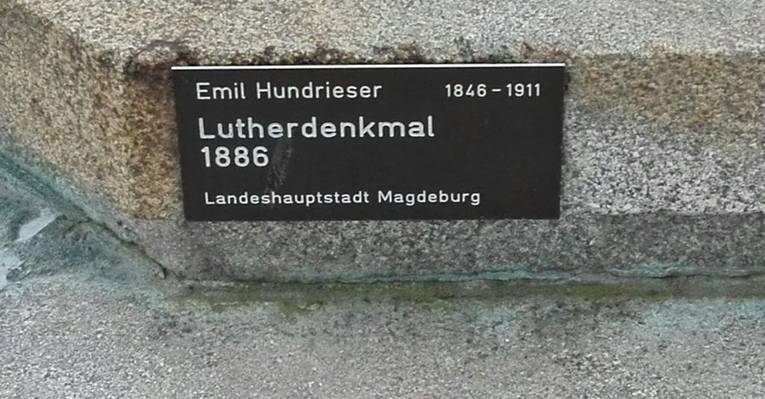 Emil Hundrieser 1846 – 1911
Lutherdenkmal
1886
Landeshauptstadt Magdeburg